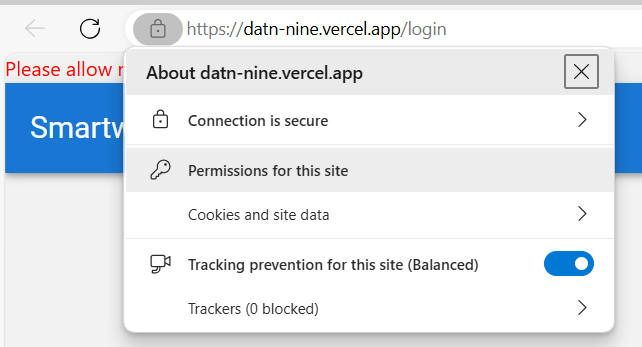 https://datn-nine.vercel.app/login
Please allow
About datn-nine.vercel.app
Smartw
Connection is secure
Permissions for this site
Cookies and site data
Tracking prevention for this site (Balanced)
Trackers (0 blocked)